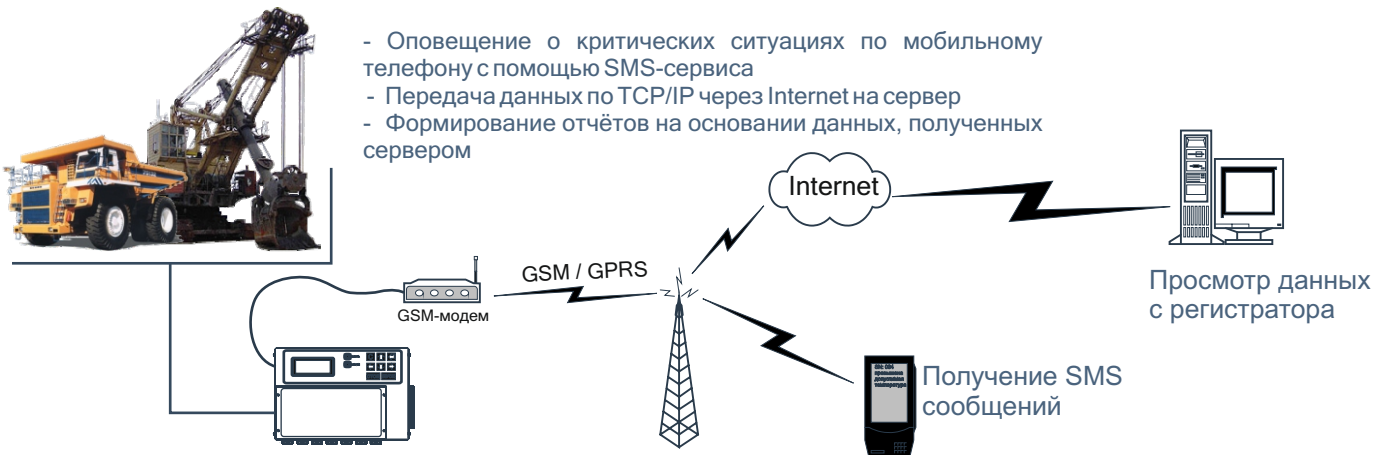 - Оповещение о критических ситуациях по мобильному
телефону с помощью SMS-сервиса
- Передача данных по TCP/IP через Internet на сервер
- Формирование отчётов на основании данных, полученных
сервером
Internet
GSM / GPRS
GSM-модем
Просмотр данных
с регистратора
Получение SMS
сообщений